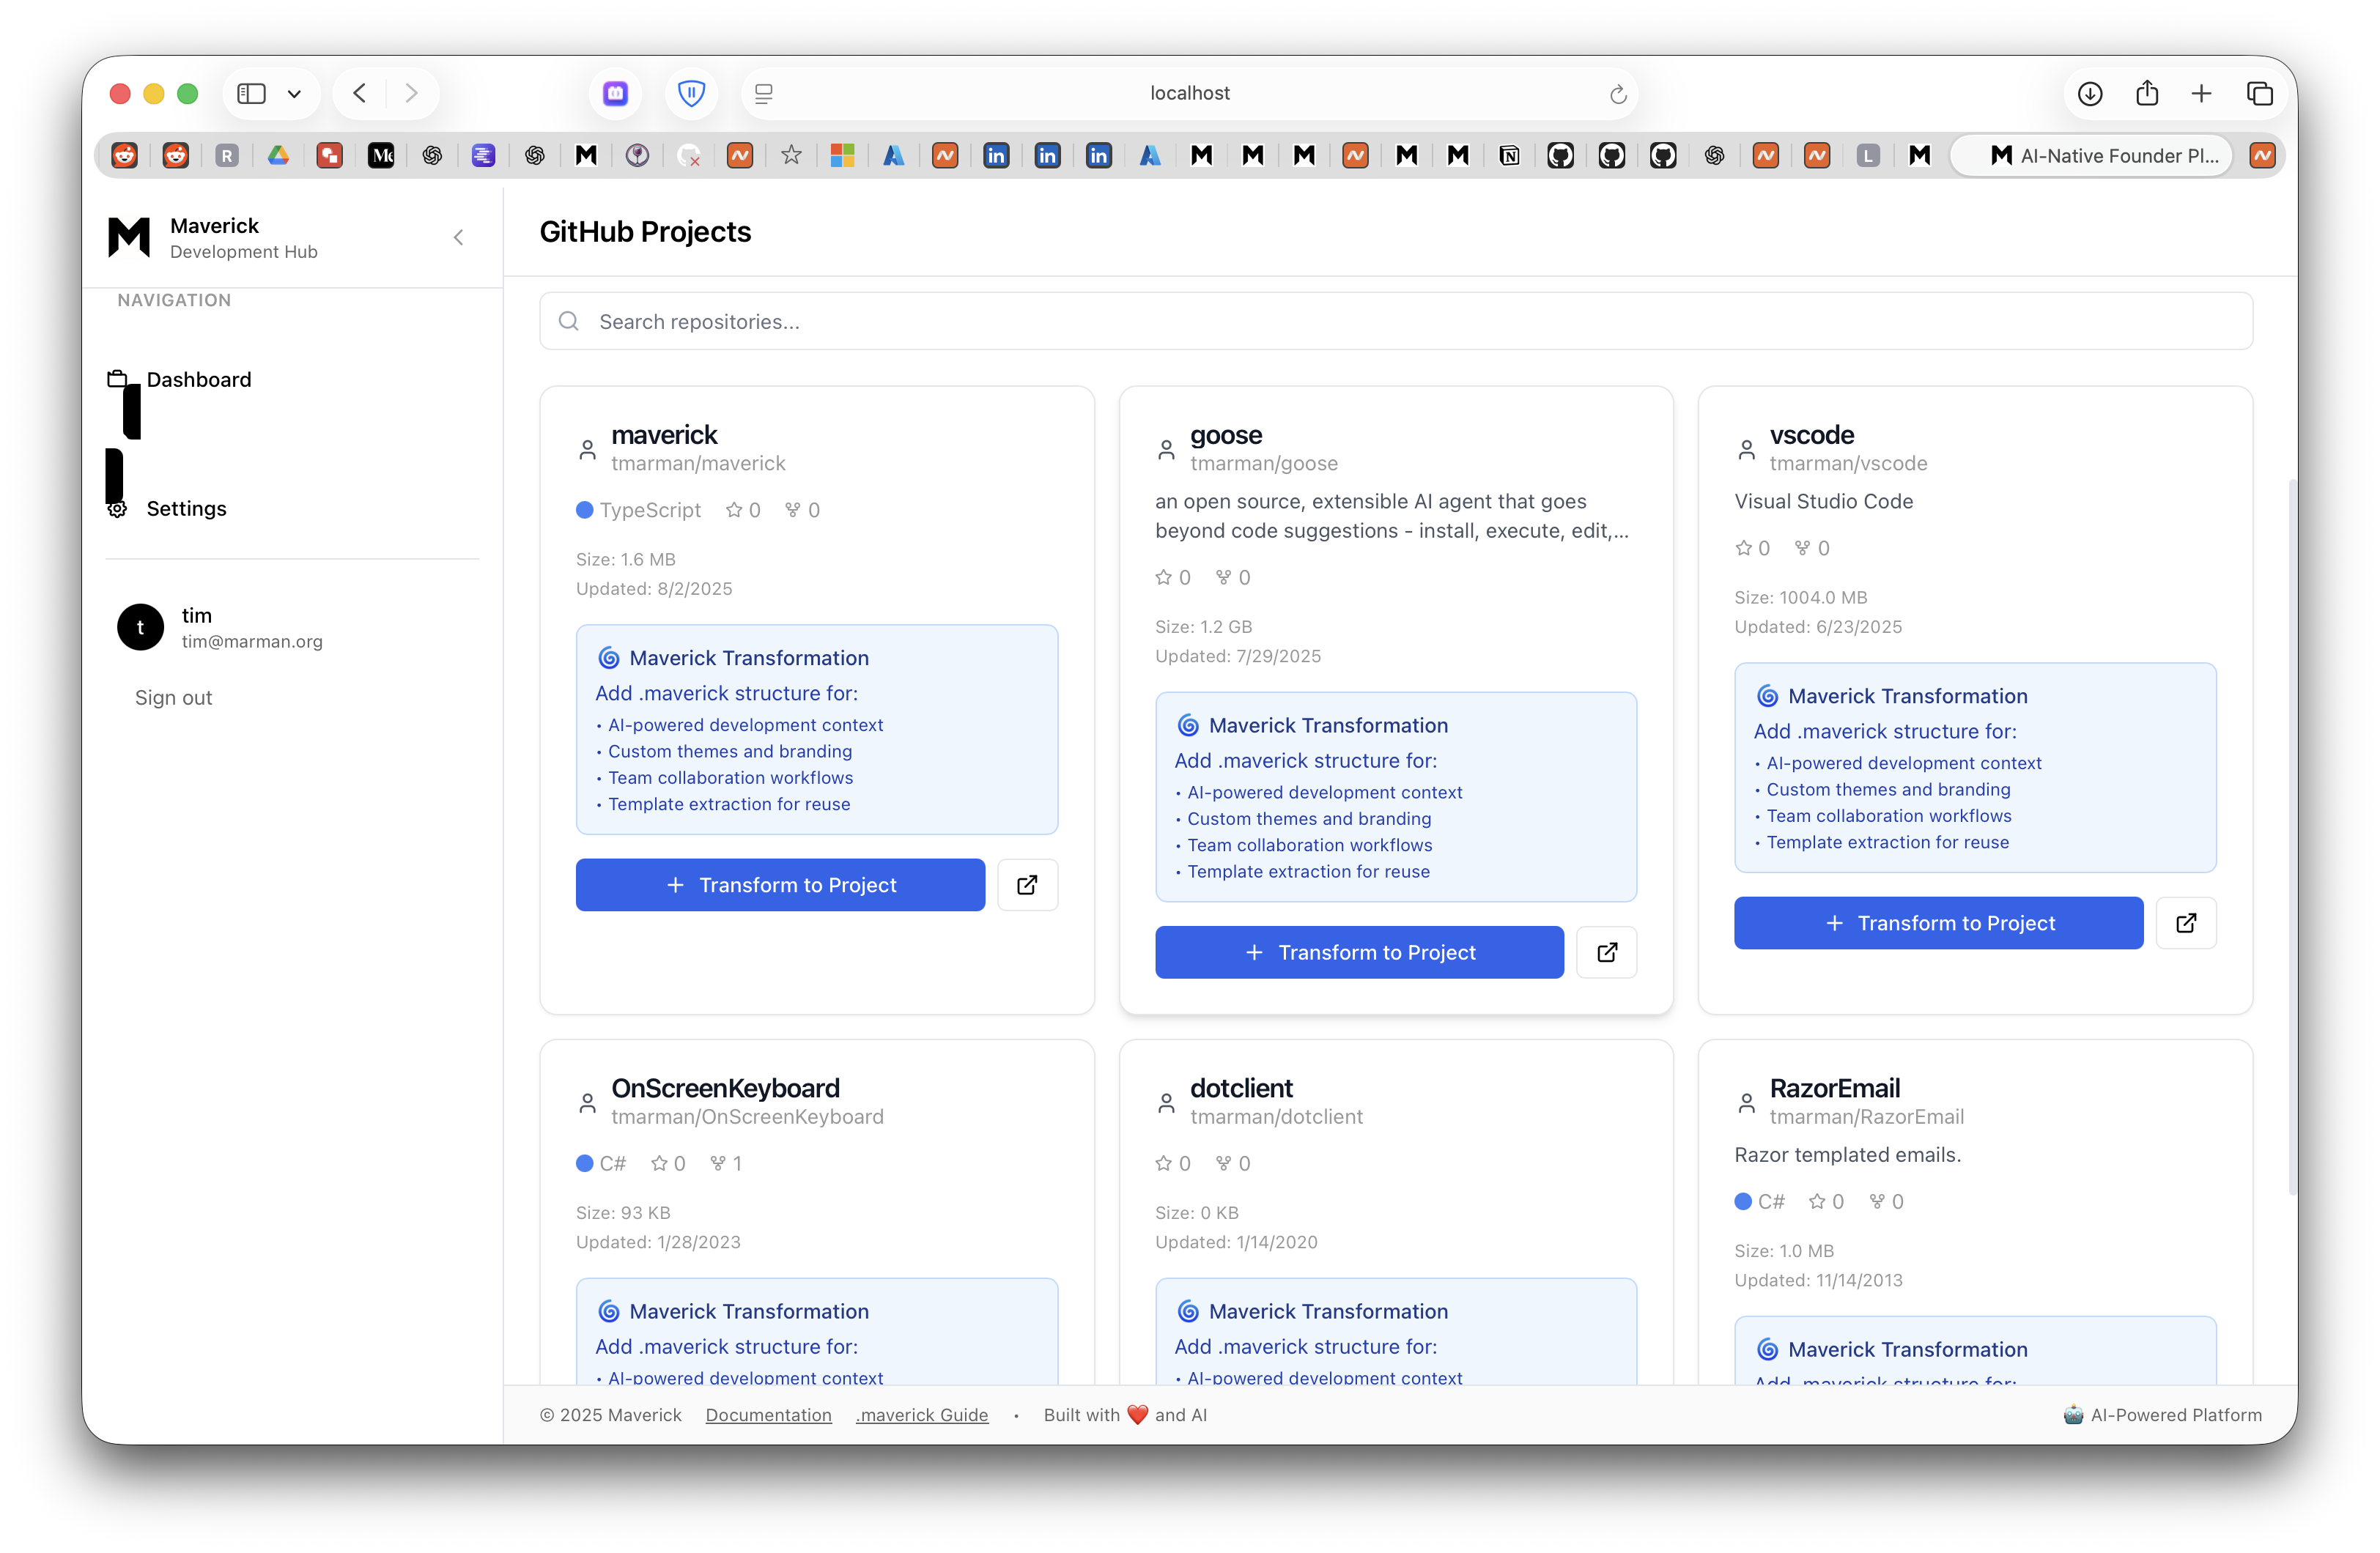 localhost
AI-Native Founder Pl...
Maverick
Development Hub
NAVIGATION
Dashboard
Settings
t
tim
tim@marman.org
Sign out
GitHub Projects
Search repositories...
maverick
tmarman/maverick
TypeScript 0 0
Size: 1.6 MB
Updated: 8/2/2025
Maverick Transformation
Add .maverick structure for:
• AI-powered development context
• Custom themes and branding
• Team collaboration workflows
• Template extraction for reuse
+ Transform to Project
goose
tmarman/goose
an open source, extensible AI agent that goes
beyond code suggestions - install, execute, edit,...
0 0
Size: 1.2 GB
Updated: 7/29/2025
Maverick Transformation
Add .maverick structure for:
• AI-powered development context
• Custom themes and branding
• Team collaboration workflows
• Template extraction for reuse
+ Transform to Project
vscode
tmarman/vscode
Visual Studio Code
0 0
Size: 1004.0 MB
Updated: 6/23/2025
Maverick Transformation
Add .maverick structure for:
• AI-powered development context
• Custom themes and branding
• Team collaboration workflows
• Template extraction for reuse
+ Transform to Project
OnScreenKeyboard
tmarman/OnScreenKeyboard
C# 0 1
Size: 93 KB
Updated: 1/28/2023
Maverick Transformation
Add .maverick structure for:
• AI-powered development context
dotclient
tmarman/dotclient
0 0
Size: 0 KB
Updated: 1/14/2020
Maverick Transformation
Add .maverick structure for:
• AI-powered development context
RazorEmail
tmarman/RazorEmail
Razor templated emails.
C# 0 0
Size: 1.0 MB
Updated: 11/14/2013
Maverick Transformation
Add .maverick structure for:
© 2025 Maverick Documentation .maverick Guide • Built with ❤️ and AI
🤖 AI-Powered Platform